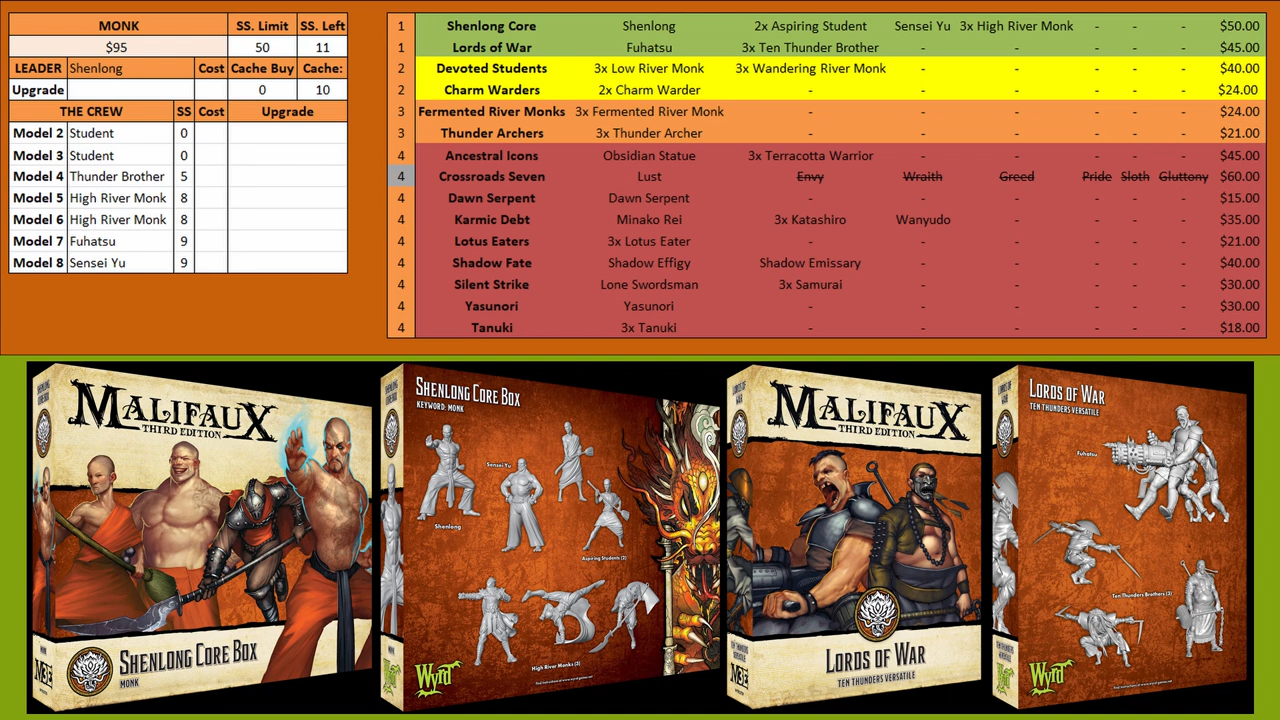 MONK SS. Limit SS. Left
$95 50 11
LEADER Shenlong Cost Cache Buy Cache:
Upgrade 0 10
THE CREW SS Cost Upgrade
Model 2 Student 0
Model 3 Student 0
Model 4 Thunder Brother 5
Model 5 High River Monk 8
Model 6 High River Monk 8
Model 7 Fuhatsu 9
Model 8 Sensei Yu 9
1 Shenlong Core Shenlong 2x Aspiring Student Sensei Yu 3x High River Monk - - - $50.00
1 Lords of War Fuhatsu 3x Ten Thunder Brother - - - - - $45.00
2 Devoted Students 3x Low River Monk 3x Wandering River Monk - - - - - $40.00
2 Charm Warders 2x Charm Warder - - - - - - $24.00
3 Fermented River Monks 3x Fermented River Monk - - - - - - $24.00
3 Thunder Archers 3x Thunder Archer - - - - - - $21.00
4 Ancestral Icons Obsidian Statue 3x Terracotta Warrior - - - - - $45.00
4 Crossroads Seven Lust Envy Wraith Greed Pride Sloth Gluttony $60.00
4 Dawn Serpent Dawn Serpent - - - - - - $15.00
4 Karmic Debt Minako Rei 3x Katashiro Wanyudo - - - - $35.00
4 Lotus Eaters 3x Lotus Eater - - - - - - $21.00
4 Shadow Fate Shadow Effigy Shadow Emissary - - - - - $40.00
4 Silent Strike Lone Swordsman 3x Samurai - - - - - $30.00
4 Yasunori Yasunori - - - - - - $30.00
4 Tanuki 3x Tanuki - - - - - - $18.00
MALIFAUX
THIRD EDITION
SHENLONG CORE BOX
MONK
M3E
SHENLONG CORE BOX
KEYWORD: MONK
Sensei Yu
Shenlong
Aspiring Students (2)
High River Monks (3)
Wyrd
MALIFAUX
THIRD EDITION
LORDS OF WAR
TEN THUNDERS VERSATILE
M3E
LORDS OF WAR
TEN THUNDERS VERSATILE
Fuhatsu
Ten Thunders Brothers (3)
Wyrd